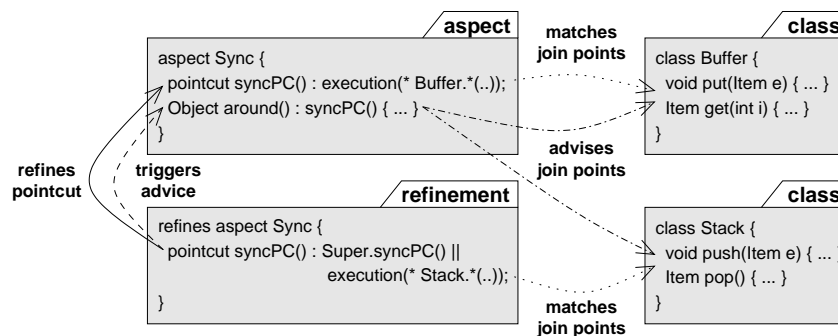 aspect
aspect Sync {
pointcut syncPC() : execution(* Buffer.*(..));
Object around() : syncPC() { ... }
}
matches
join points
class
class Buffer {
void put(Item e) { ... }
Item get(int i) { ... }
}
refines
pointcut
triggers
advice
advises
join points
refinement
refines aspect Sync {
pointcut syncPC() : Super.syncPC() ||
execution(* Stack.*(..));
}
matches
join points
class
class Stack {
void push(Item e) { ... }
Item pop() { ... }
}